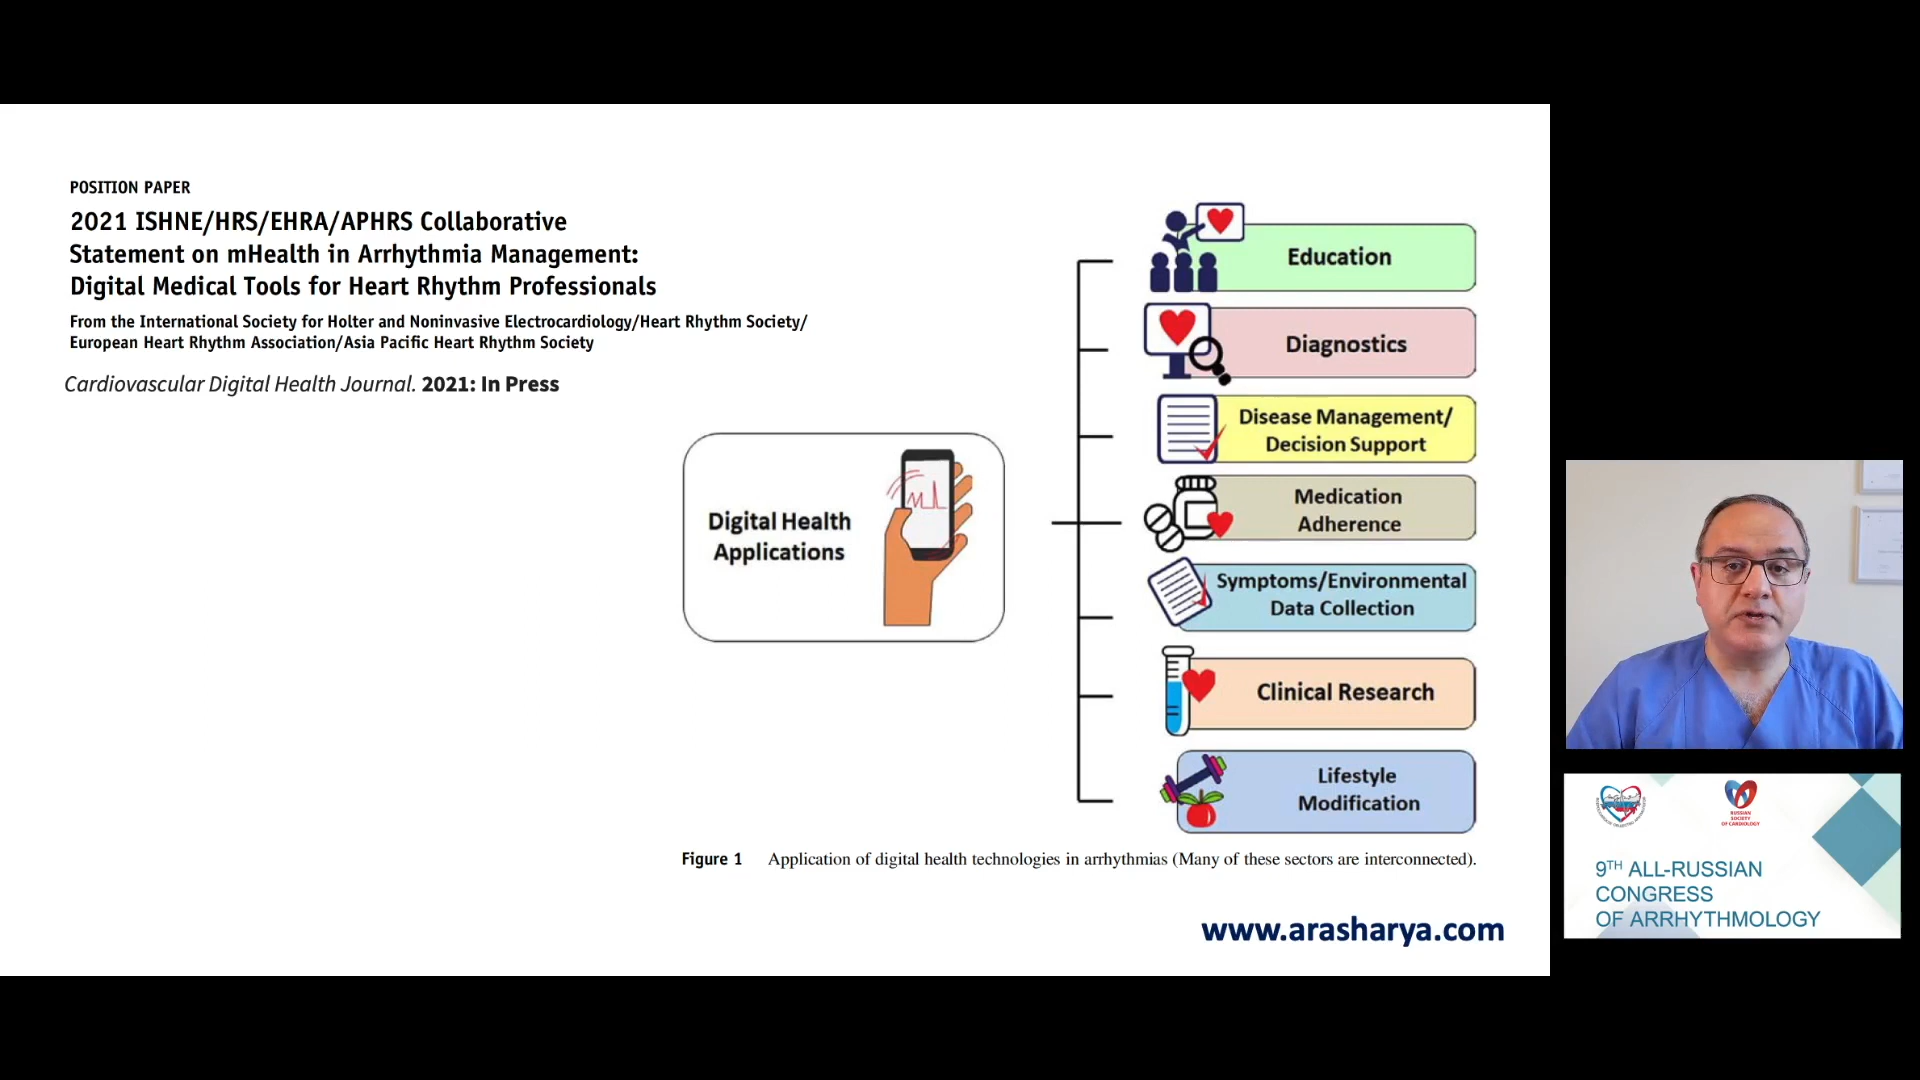 POSITION PAPER
2021 ISHNE/HRS/EHRA/APHRS Collaborative
Statement on mHealth in Arrhythmia Management:
Digital Medical Tools for Heart Rhythm Professionals
From the International Society for Holter and Noninvasive Electrocardiology/Heart Rhythm Society/
European Heart Rhythm Association/Asia Pacific Heart Rhythm Society
Cardiovascular Digital Health Journal. 2021: In Press
Digital Health
Applications
Education
Diagnostics
Disease Management/
Decision Support
Medication
Adherence
Symptoms/Environmental
Data Collection
Clinical Research
Lifestyle
Modification
Figure 1 Application of digital health technologies in arrhythmias (Many of these sectors are interconnected).
www.arasharya.com
RUSSIAN
SOCIETY
OF CARDIOLOGY
9TH ALL-RUSSIAN
CONGRESS
OF ARRHYTHMOLOGY